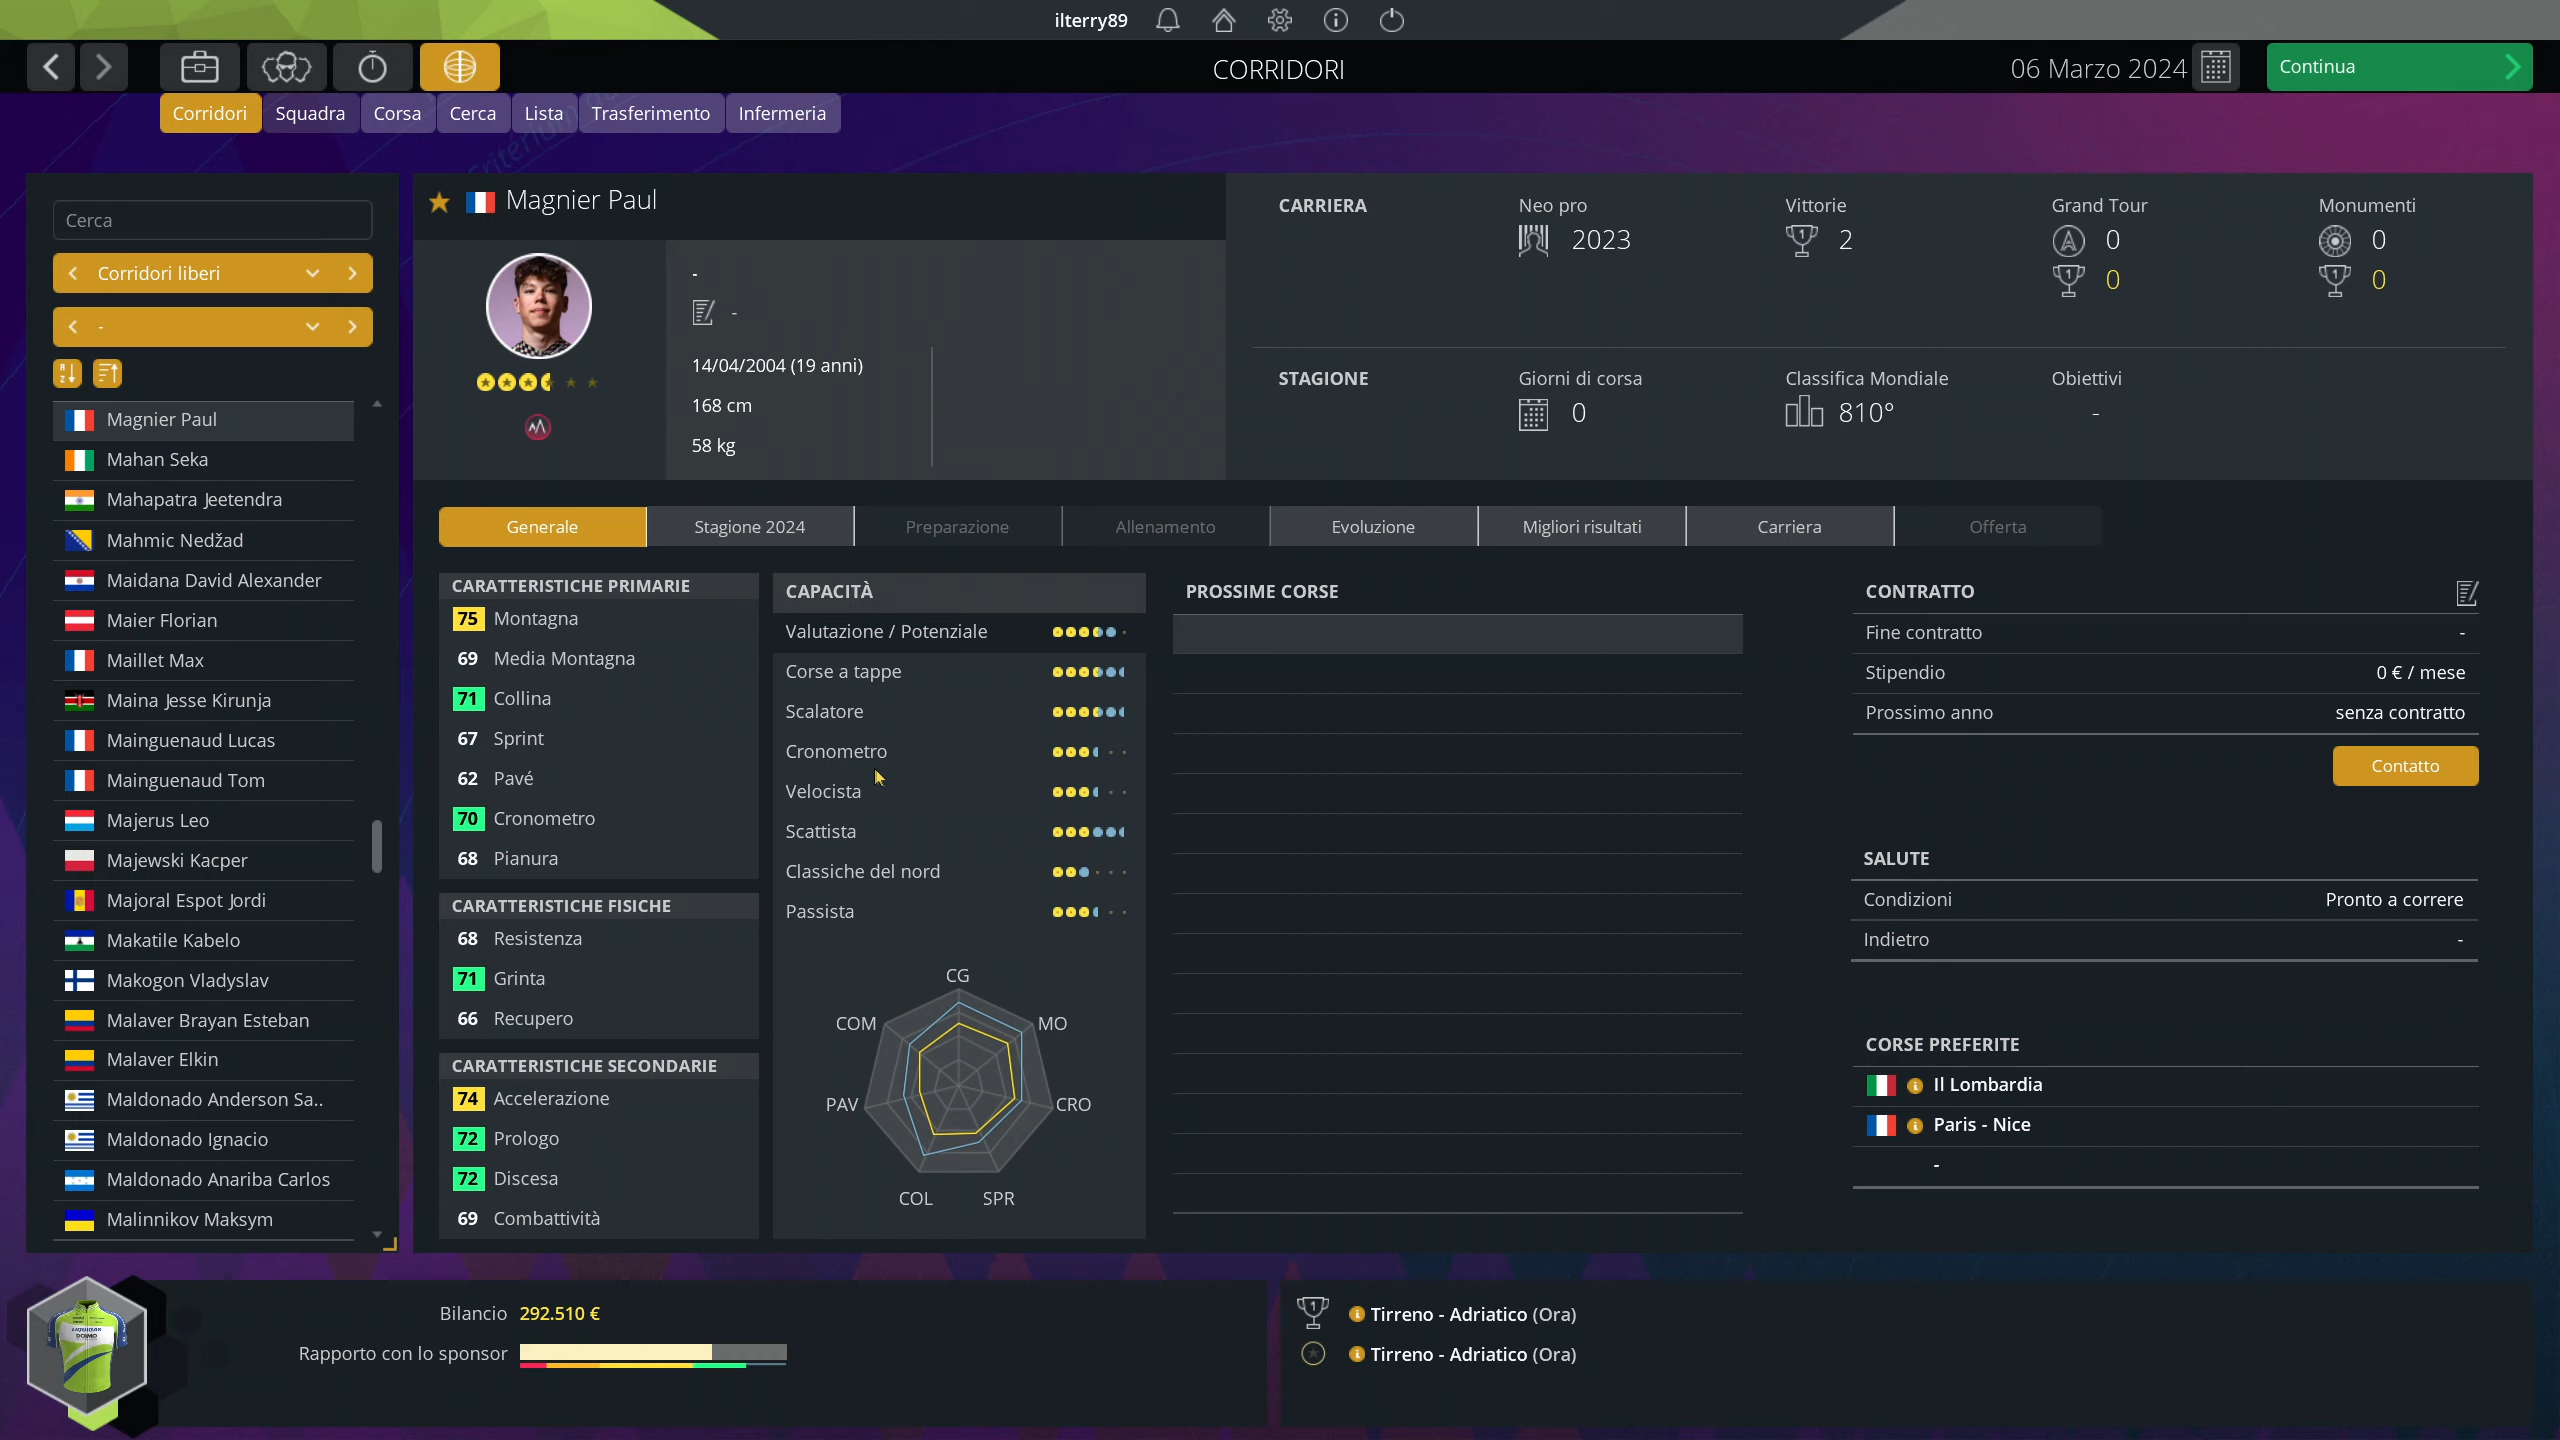 ilterry89
CORRIDORI
06 Marzo 2024
Continua
Corridori
Squadra
Corsa
Cerca
Lista
Trasferimento
Infermeria
Cerca
Corridori liberi
-
Magnier Paul
Mahan Seka
Mahapatra Jeetendra
Mahmic Nedžad
Maidana David Alexander
Maier Florian
Maillet Max
Maina Jesse Kirunja
Mainguenaud Lucas
Mainguenaud Tom
Majerus Leo
Majewski Kacper
Majoral Espot Jordi
Makatile Kabelo
Makogon Vladyslav
Malaver Brayan Esteban
Malaver Elkin
Maldonado Anderson Sa..
Maldonado Ignacio
Maldonado Anariba Carlos
Malinnikov Maksym
Magnier Paul
-
-
14/04/2004 (19 anni)
168 cm
58 kg
CARRIERA
Neo pro
2023
Vittorie
2
Grand Tour
0
0
Monumenti
0
0
STAGIONE
Giorni di corsa
0
Classifica Mondiale
810°
Obiettivi
-
Generale
Stagione 2024
Preparazione
Allenamento
Evoluzione
Migliori risultati
Carriera
Offerta
CARATTERISTICHE PRIMARIE
75 Montagna
69 Media Montagna
71 Collina
67 Sprint
62 Pavé
70 Cronometro
68 Pianura
CARATTERISTICHE FISICHE
68 Resistenza
71 Grinta
66 Recupero
CARATTERISTICHE SECONDARIE
74 Accelerazione
72 Prologo
72 Discesa
69 Combattività
CAPACITÀ
Valutazione / Potenziale
Corse a tappe
Scalatore
Cronometro
Velocista
Scattista
Classiche del nord
Passista
CG
COM
MO
PAV
CRO
COL
SPR
PROSSIME CORSE
CONTRATTO
Fine contratto -
Stipendio 0 € / mese
Prossimo anno senza contratto
Contatto
SALUTE
Condizioni Pronto a correre
Indietro -
CORSE PREFERITE
Il Lombardia
Paris - Nice
-
Bilancio 292.510 €
Rapporto con lo sponsor
Tirreno - Adriatico (Ora)
Tirreno - Adriatico (Ora)